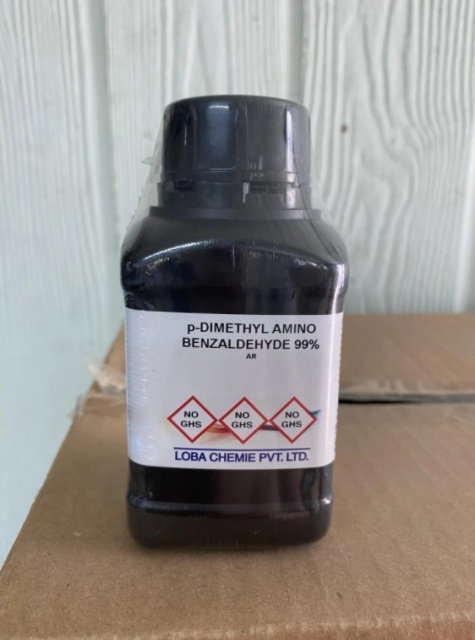 p-DIMETHYL AMINO
BENZALDEHYDE 99%
AR
NO GHS NO GHS NO GHS
LOBA CHEMIE PVT. LTD.